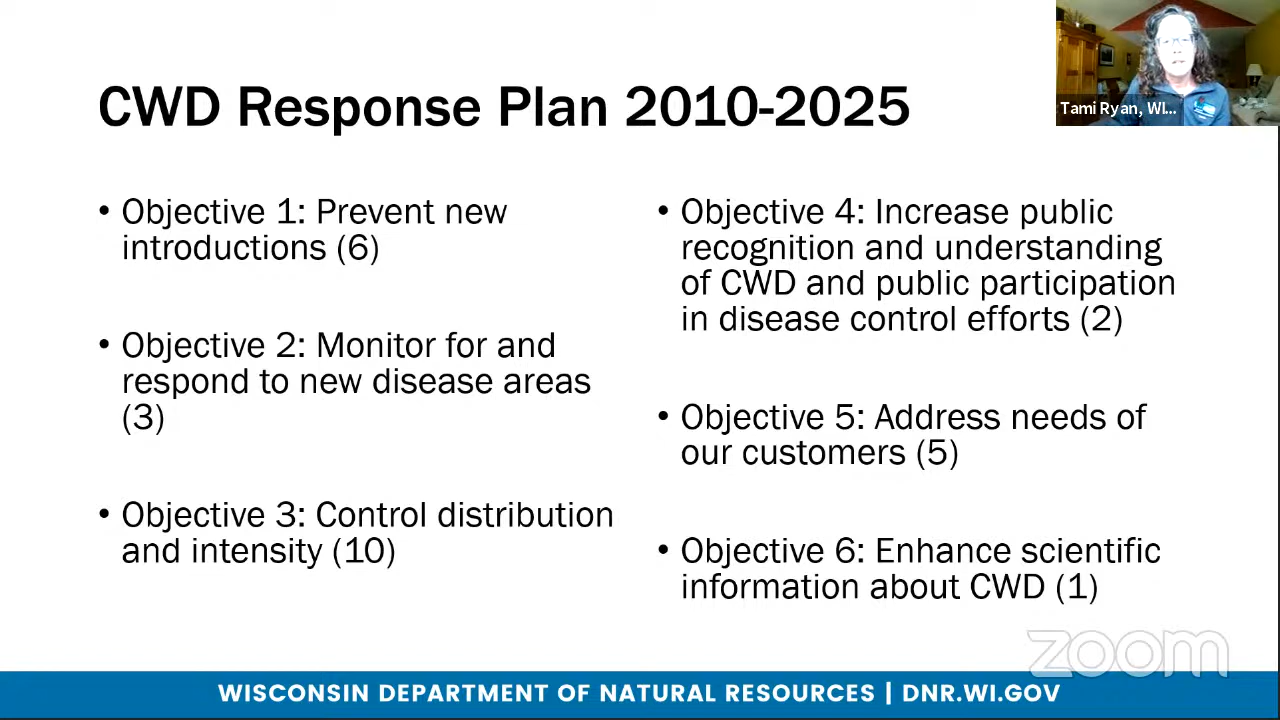 CWD Response Plan 2010-2025
Tami Ryan, WI...
• Objective 1: Prevent new
introductions (6)
• Objective 2: Monitor for and
respond to new disease areas
(3)
• Objective 3: Control distribution
and intensity (10)
• Objective 4: Increase public
recognition and understanding
of CWD and public participation
in disease control efforts (2)
• Objective 5: Address needs of
our customers (5)
• Objective 6: Enhance scientific
information about CWD (1)
zoom
WISCONSIN DEPARTMENT OF NATURAL RESOURCES | DNR.WI.GOV